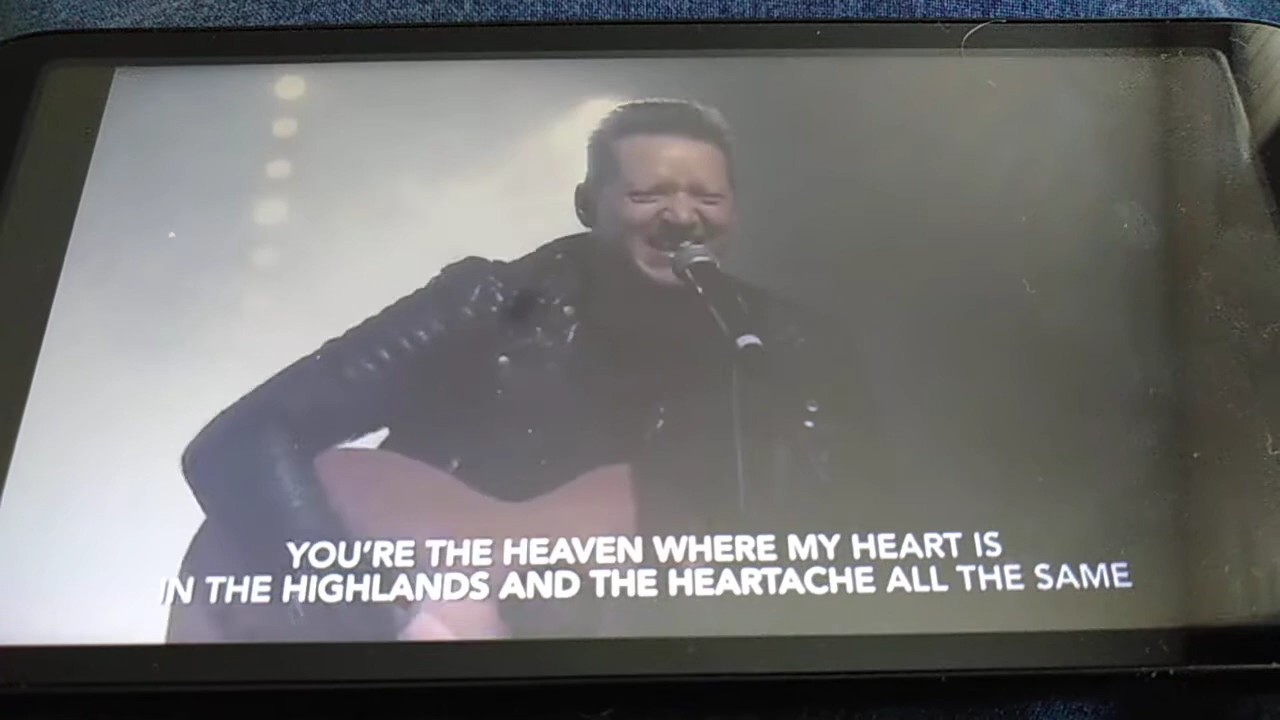 YOU'RE THE HEAVEN WHERE MY HEART IS
IN THE HIGHLANDS AND THE HEARTACHE ALL THE SAME